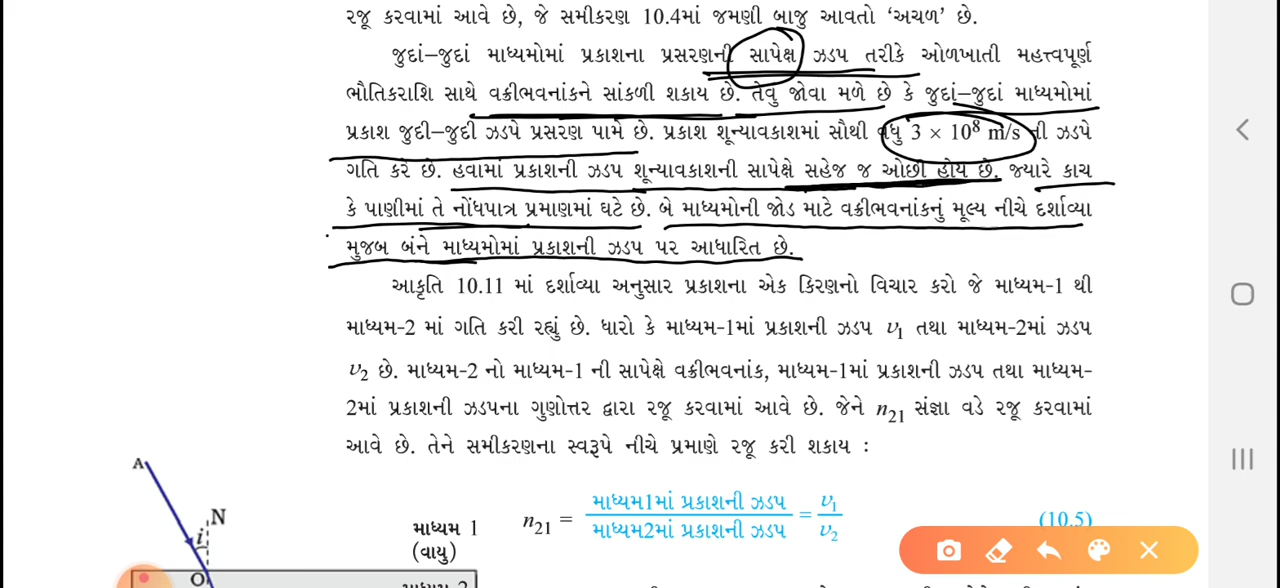 રજૂ કરવામાં આવે છે, જે સમીકરણ 10.4માં જમણી બાજુ આવતો ‘અચળ’ છે.
જુદાં–જુદાં માધ્યમોમાં પ્રકાશના પ્રસરણની સાપેક્ષ ઝડપ તરીકે ઓળખાતી મહત્ત્વપૂર્ણ
ભૌતિકરાશિ સાથે વક્રીભવનાંકને સાંકળી શકાય છે. તેવુ જોવા મળે છે કે જુદાં–જુદાં માધ્યમોમાં
પ્રકાશ જુદી–જુદી ઝડપે પ્રસરણ પામે છે. પ્રકાશ શૂન્યાવકાશમાં સૌથી વધુ 3 × 10⁸ m/s ની ઝડપે
ગતિ કરે છે. હવામાં પ્રકાશની ઝડપ શૂન્યાવકાશની સાપેક્ષે સહેજ જ ઓછી હોય છે. જ્યારે કાચ
કે પાણીમાં તે નોંધપાત્ર પ્રમાણમાં ઘટે છે. બે માધ્યમોની જોડ માટે વક્રીભવનાંકનું મૂલ્ય નીચે દર્શાવ્યા
મુજબ બંને માધ્યમોમાં પ્રકાશની ઝડપ પર આધારિત છે.
આકૃતિ 10.11 માં દર્શાવ્યા અનુસાર પ્રકાશના એક કિરણનો વિચાર કરો જે માધ્યમ-1 થી
માધ્યમ-2 માં ગતિ કરી રહ્યું છે. ધારો કે માધ્યમ-1માં પ્રકાશની ઝડપ υ₁ તથા માધ્યમ-2માં ઝડપ
υ₂ છે. માધ્યમ-2 નો માધ્યમ-1 ની સાપેક્ષે વક્રીભવનાંક, માધ્યમ-1માં પ્રકાશની ઝડપ તથા માધ્યમ-
2માં પ્રકાશની ઝડપના ગુણોત્તર દ્વારા રજૂ કરવામાં આવે છે. જેને n₂₁ સંજ્ઞા વડે રજૂ કરવામાં
આવે છે. તેને સમીકરણના સ્વરૂપે નીચે પ્રમાણે રજૂ કરી શકાય :
n₂₁ = માધ્યમ1માં પ્રકાશની ઝડપ / માધ્યમ2માં પ્રકાશની ઝડપ = υ₁ / υ₂ (10.5)
A
N
i
માધ્યમ 1
(વાયુ)
O